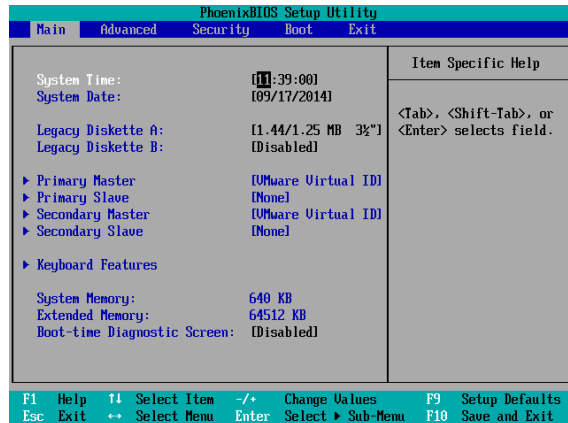 PhoenixBIOS Setup Utility
Main Advanced Security Boot Exit
System Time: [11:39:00]
System Date: [09/17/2014]
Legacy Diskette A: [1.44/1.25 MB 3½"]
Legacy Diskette B: [Disabled]
▶ Primary Master [VMware Virtual ID]
▶ Primary Slave [None]
▶ Secondary Master [VMware Virtual ID]
▶ Secondary Slave [None]
▶ Keyboard Features
System Memory: 640 KB
Extended Memory: 64512 KB
Boot-time Diagnostic Screen: [Disabled]
Item Specific Help
<Tab>, <Shift-Tab>, or
<Enter> selects field.
F1 Help ↑↓ Select Item -/+ Change Values F9 Setup Defaults
Esc Exit ↔ Select Menu Enter Select ▶ Sub-Menu F10 Save and Exit